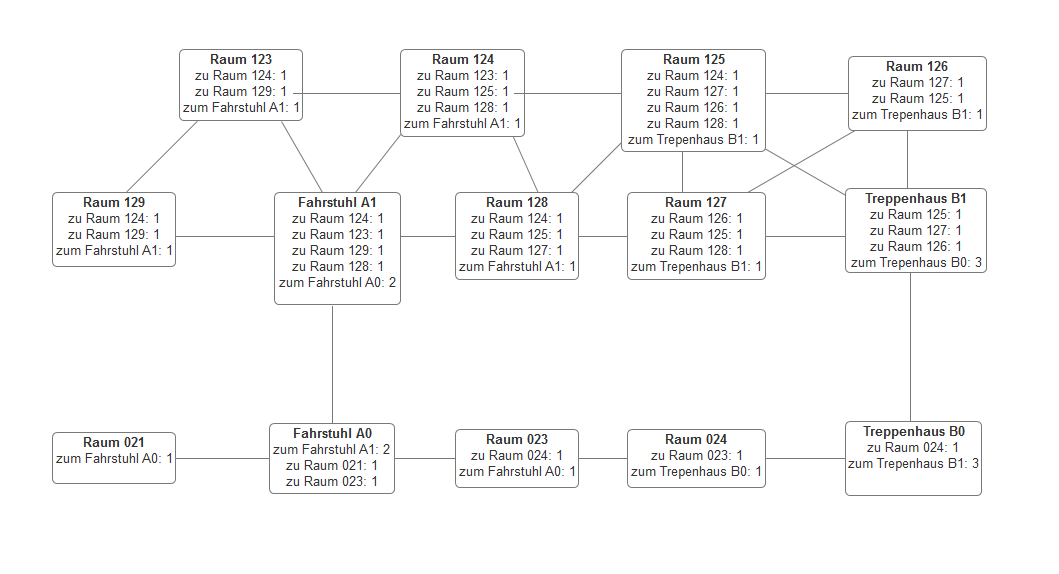 Raum 123
zu Raum 124: 1
zu Raum 129: 1
zum Fahrstuhl A1: 1
Raum 124
zu Raum 123: 1
zu Raum 125: 1
zu Raum 128: 1
zum Fahrstuhl A1: 1
Raum 125
zu Raum 124: 1
zu Raum 127: 1
zu Raum 126: 1
zu Raum 128: 1
zum Trepenhaus B1: 1
Raum 126
zu Raum 127: 1
zu Raum 125: 1
zum Trepenhaus B1: 1
Raum 129
zu Raum 124: 1
zu Raum 129: 1
zum Fahrstuhl A1: 1
Fahrstuhl A1
zu Raum 124: 1
zu Raum 123: 1
zu Raum 129: 1
zu Raum 128: 1
zum Fahrstuhl A0: 2
Raum 128
zu Raum 124: 1
zu Raum 125: 1
zu Raum 127: 1
zum Fahrstuhl A1: 1
Raum 127
zu Raum 126: 1
zu Raum 125: 1
zu Raum 128: 1
zum Trepenhaus B1: 1
Treppenhaus B1
zu Raum 125: 1
zu Raum 127: 1
zu Raum 126: 1
zum Trepenhaus B0: 3
Raum 021
zum Fahrstuhl A0: 1
Fahrstuhl A0
zum Fahrstuhl A1: 2
zu Raum 021: 1
zu Raum 023: 1
Raum 023
zu Raum 024: 1
zum Fahrstuhl A0: 1
Raum 024
zu Raum 023: 1
zum Trepenhaus B0: 1
Treppenhaus B0
zu Raum 024: 1
zum Trepenhaus B1: 3